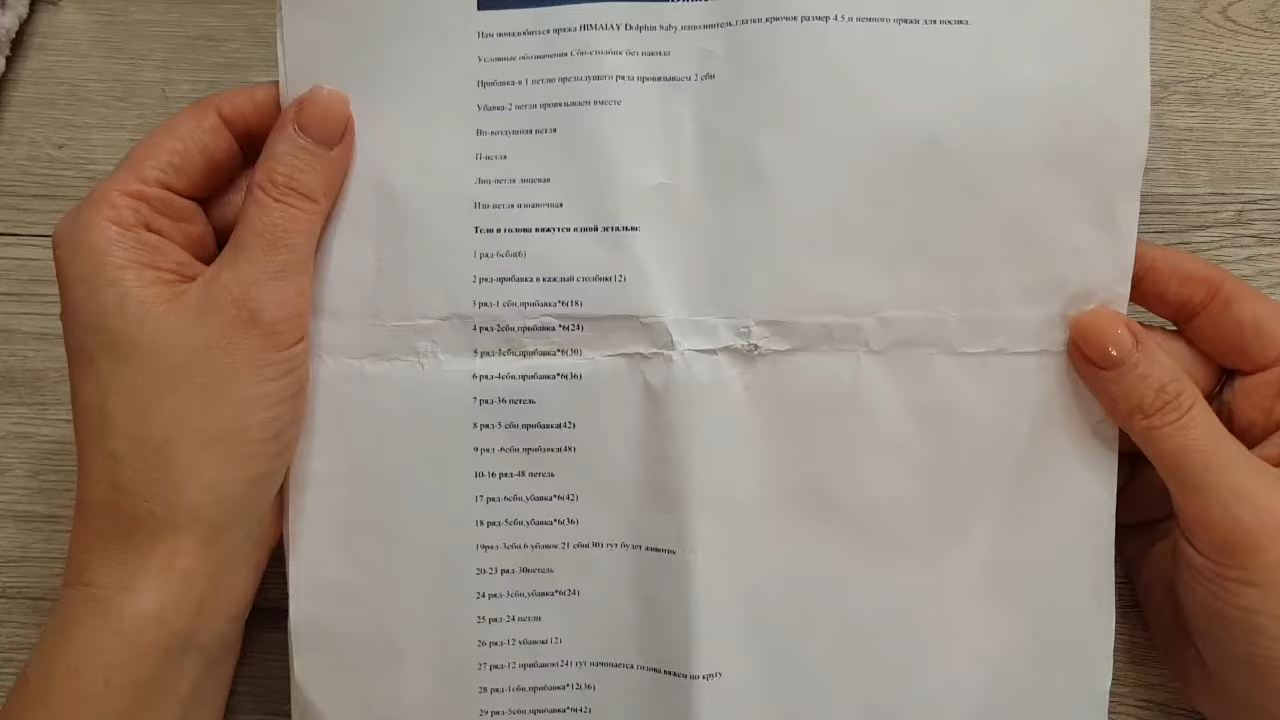 Нам понадобиться пряжа HIMALAY Dolphin baby,наполнитель,глазки,крючок размер 4.5,и немного пряжи для носика.
Условные обозначения Сбн-столбик без накида
Прибавка-в 1 петлю предыдущего ряда провязываем 2 сбн
Убавка-2 петли провязываем вместе
Вп-воздушная петля
П-петля
Лиц-петля лицевая
Изн-петля изнаночная
Тело и голова вяжутся одной деталью:
1 ряд-6сбн(6)
2 ряд-прибавка в каждый столбик(12)
3 ряд-1 сбн,прибавка*6(18)
4 ряд-2сбн,прибавка *6(24)
5 ряд-3сбн,прибавка*6(30)
6 ряд-4сбн,прибавка*6(36)
7 ряд-36 петель
8 ряд-5 сбн,прибавка(42)
9 ряд -6сбн,прибавка(48)
10-16 ряд-48 петель
17 ряд-6сбн,убавка*6(42)
18 ряд-5сбн,убавка*6(36)
19ряд-3сбн,6 убавок,21 сбн(30) тут будет животик
20-23 ряд-30петель
24 ряд-3сбн,убавка*6(24)
25 ряд-24 петли
26 ряд-12 убавок(12)
27 ряд-12 прибавок(24) тут начинается голова,вяжем по кругу
28 ряд-1сбн,прибавка*12(36)
29 ряд-5сбн,прибавка*6(42)